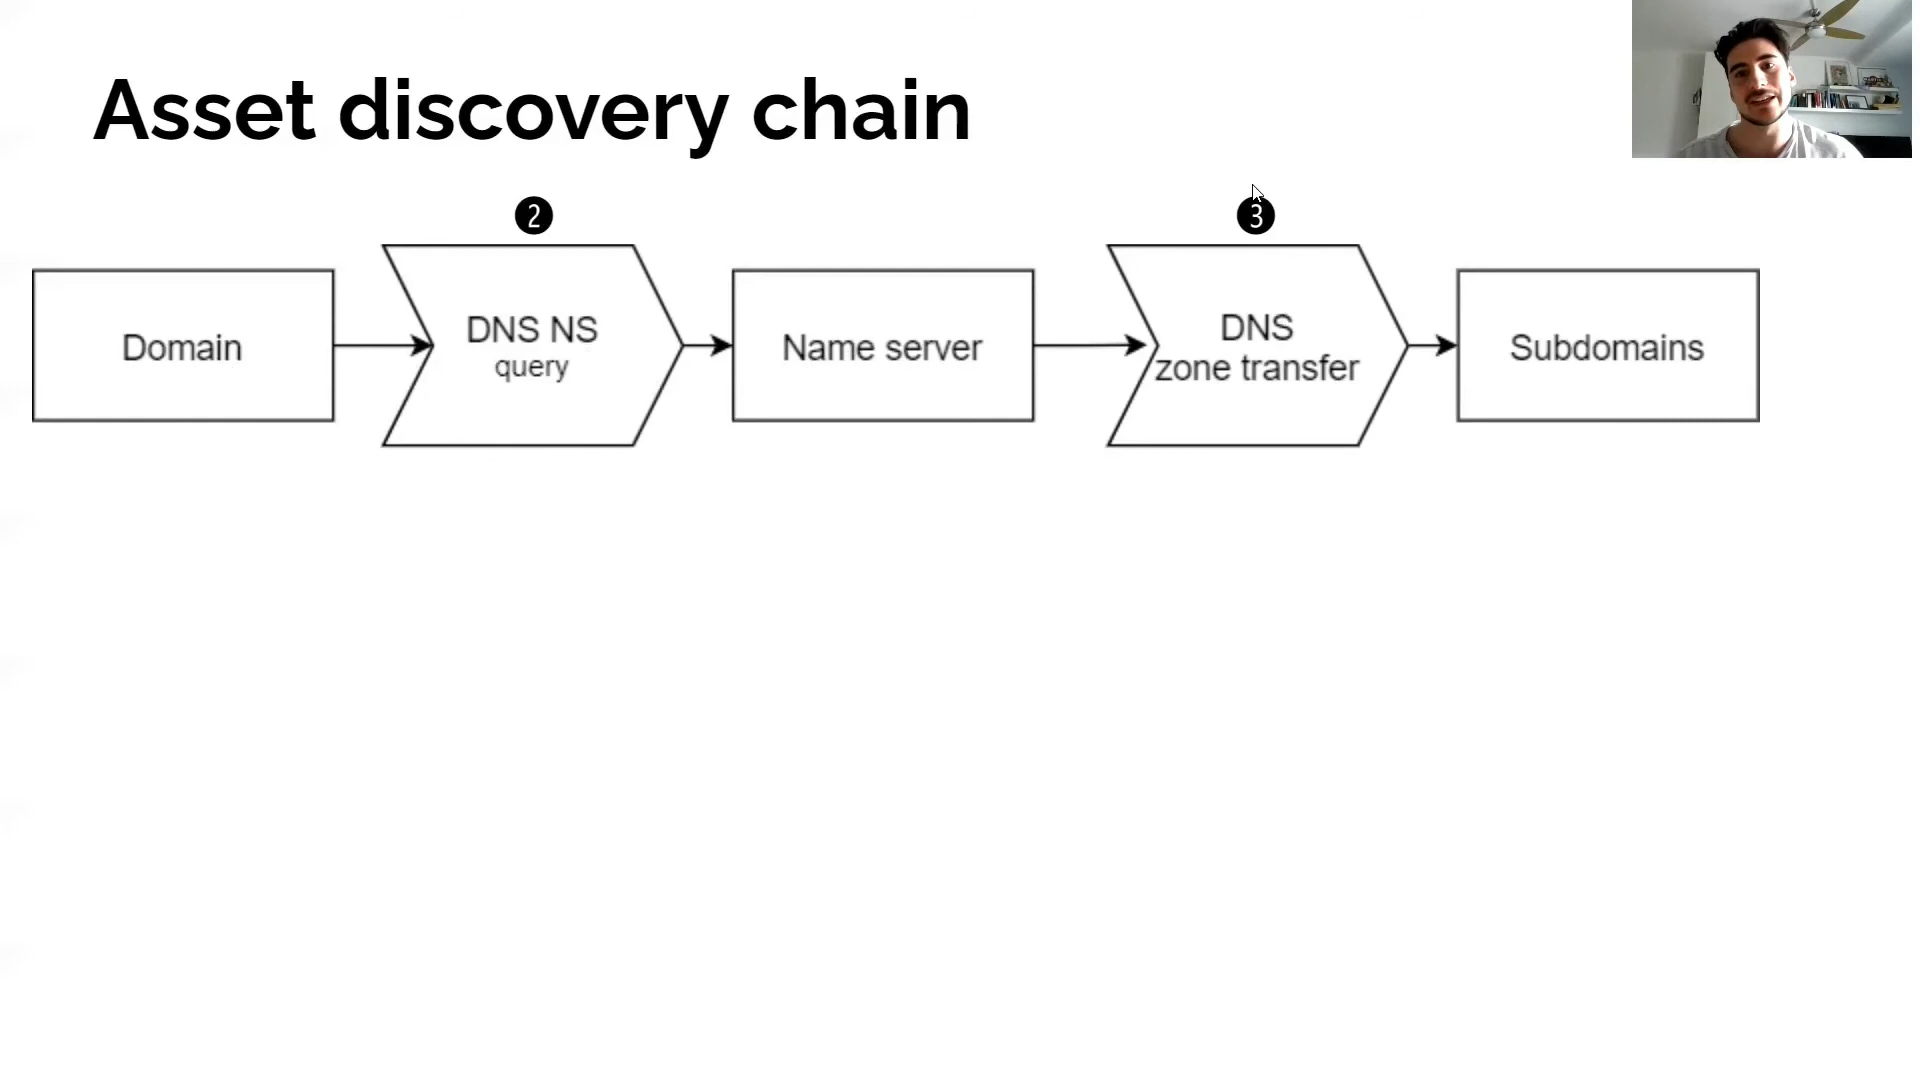 Asset discovery chain
2
3
Domain
DNS NS
query
Name server
DNS
zone transfer
Subdomains